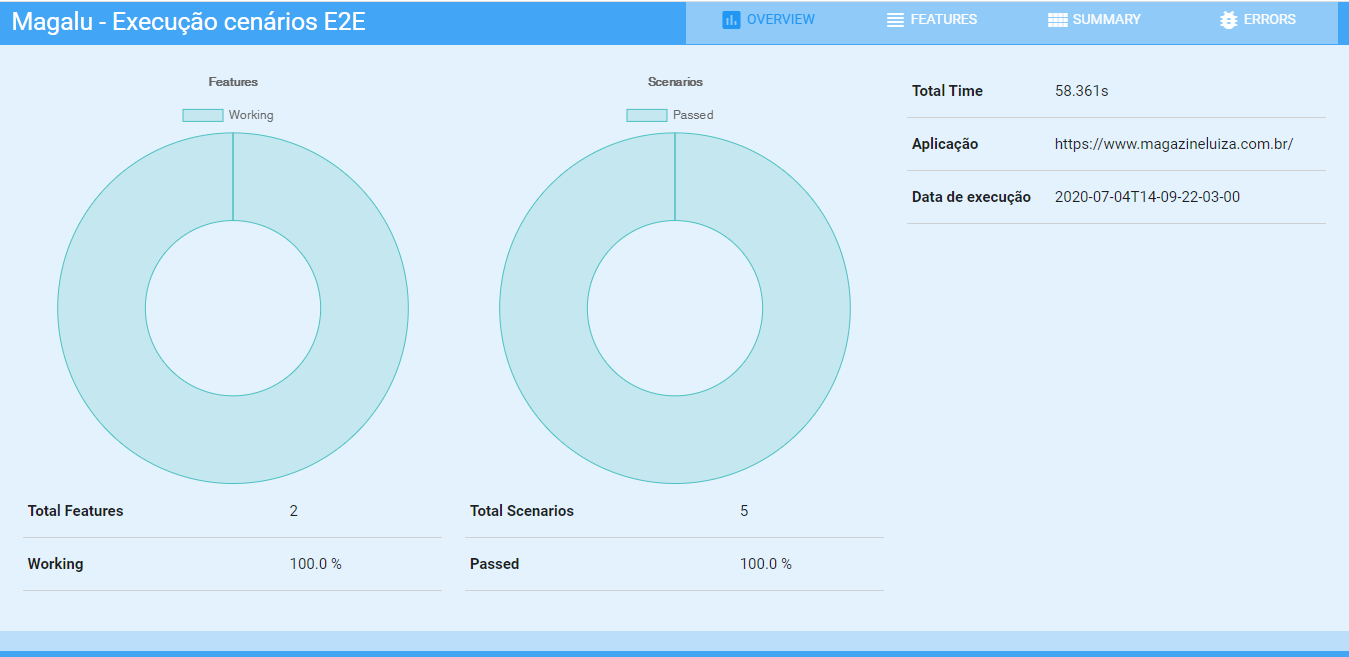 Magalu - Execução cenários E2E
OVERVIEW
FEATURES
SUMMARY
ERRORS
Features
Working
Total Features 2
Working 100.0 %
Scenarios
Passed
Total Scenarios 5
Passed 100.0 %
Total Time 58.361s
Aplicação https://www.magazineluiza.com.br/
Data de execução 2020-07-04T14-09-22-03-00